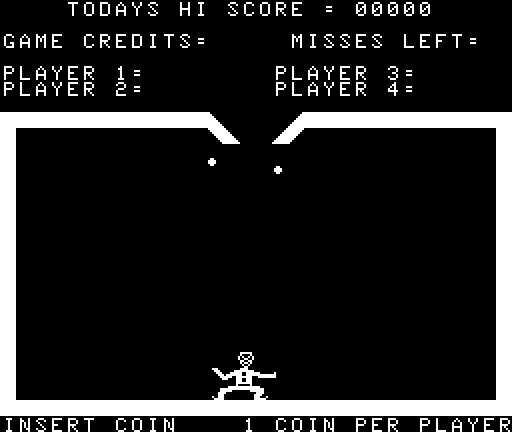 TODAYS HI SCORE = 00000
GAME CREDITS= MISSES LEFT=
PLAYER 1= PLAYER 3=
PLAYER 2= PLAYER 4=
INSERT COIN 1 COIN PER PLAYER